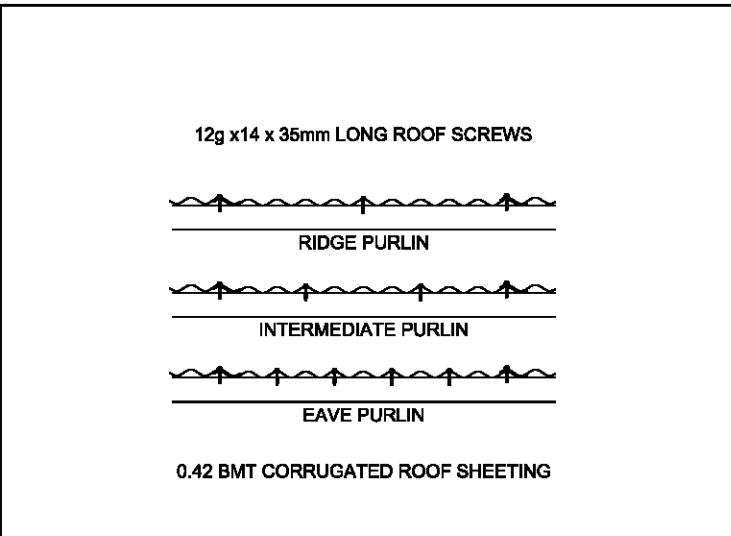 12g x14 x 35mm LONG ROOF SCREWS
RIDGE PURLIN
INTERMEDIATE PURLIN
EAVE PURLIN
0.42 BMT CORRUGATED ROOF SHEETING